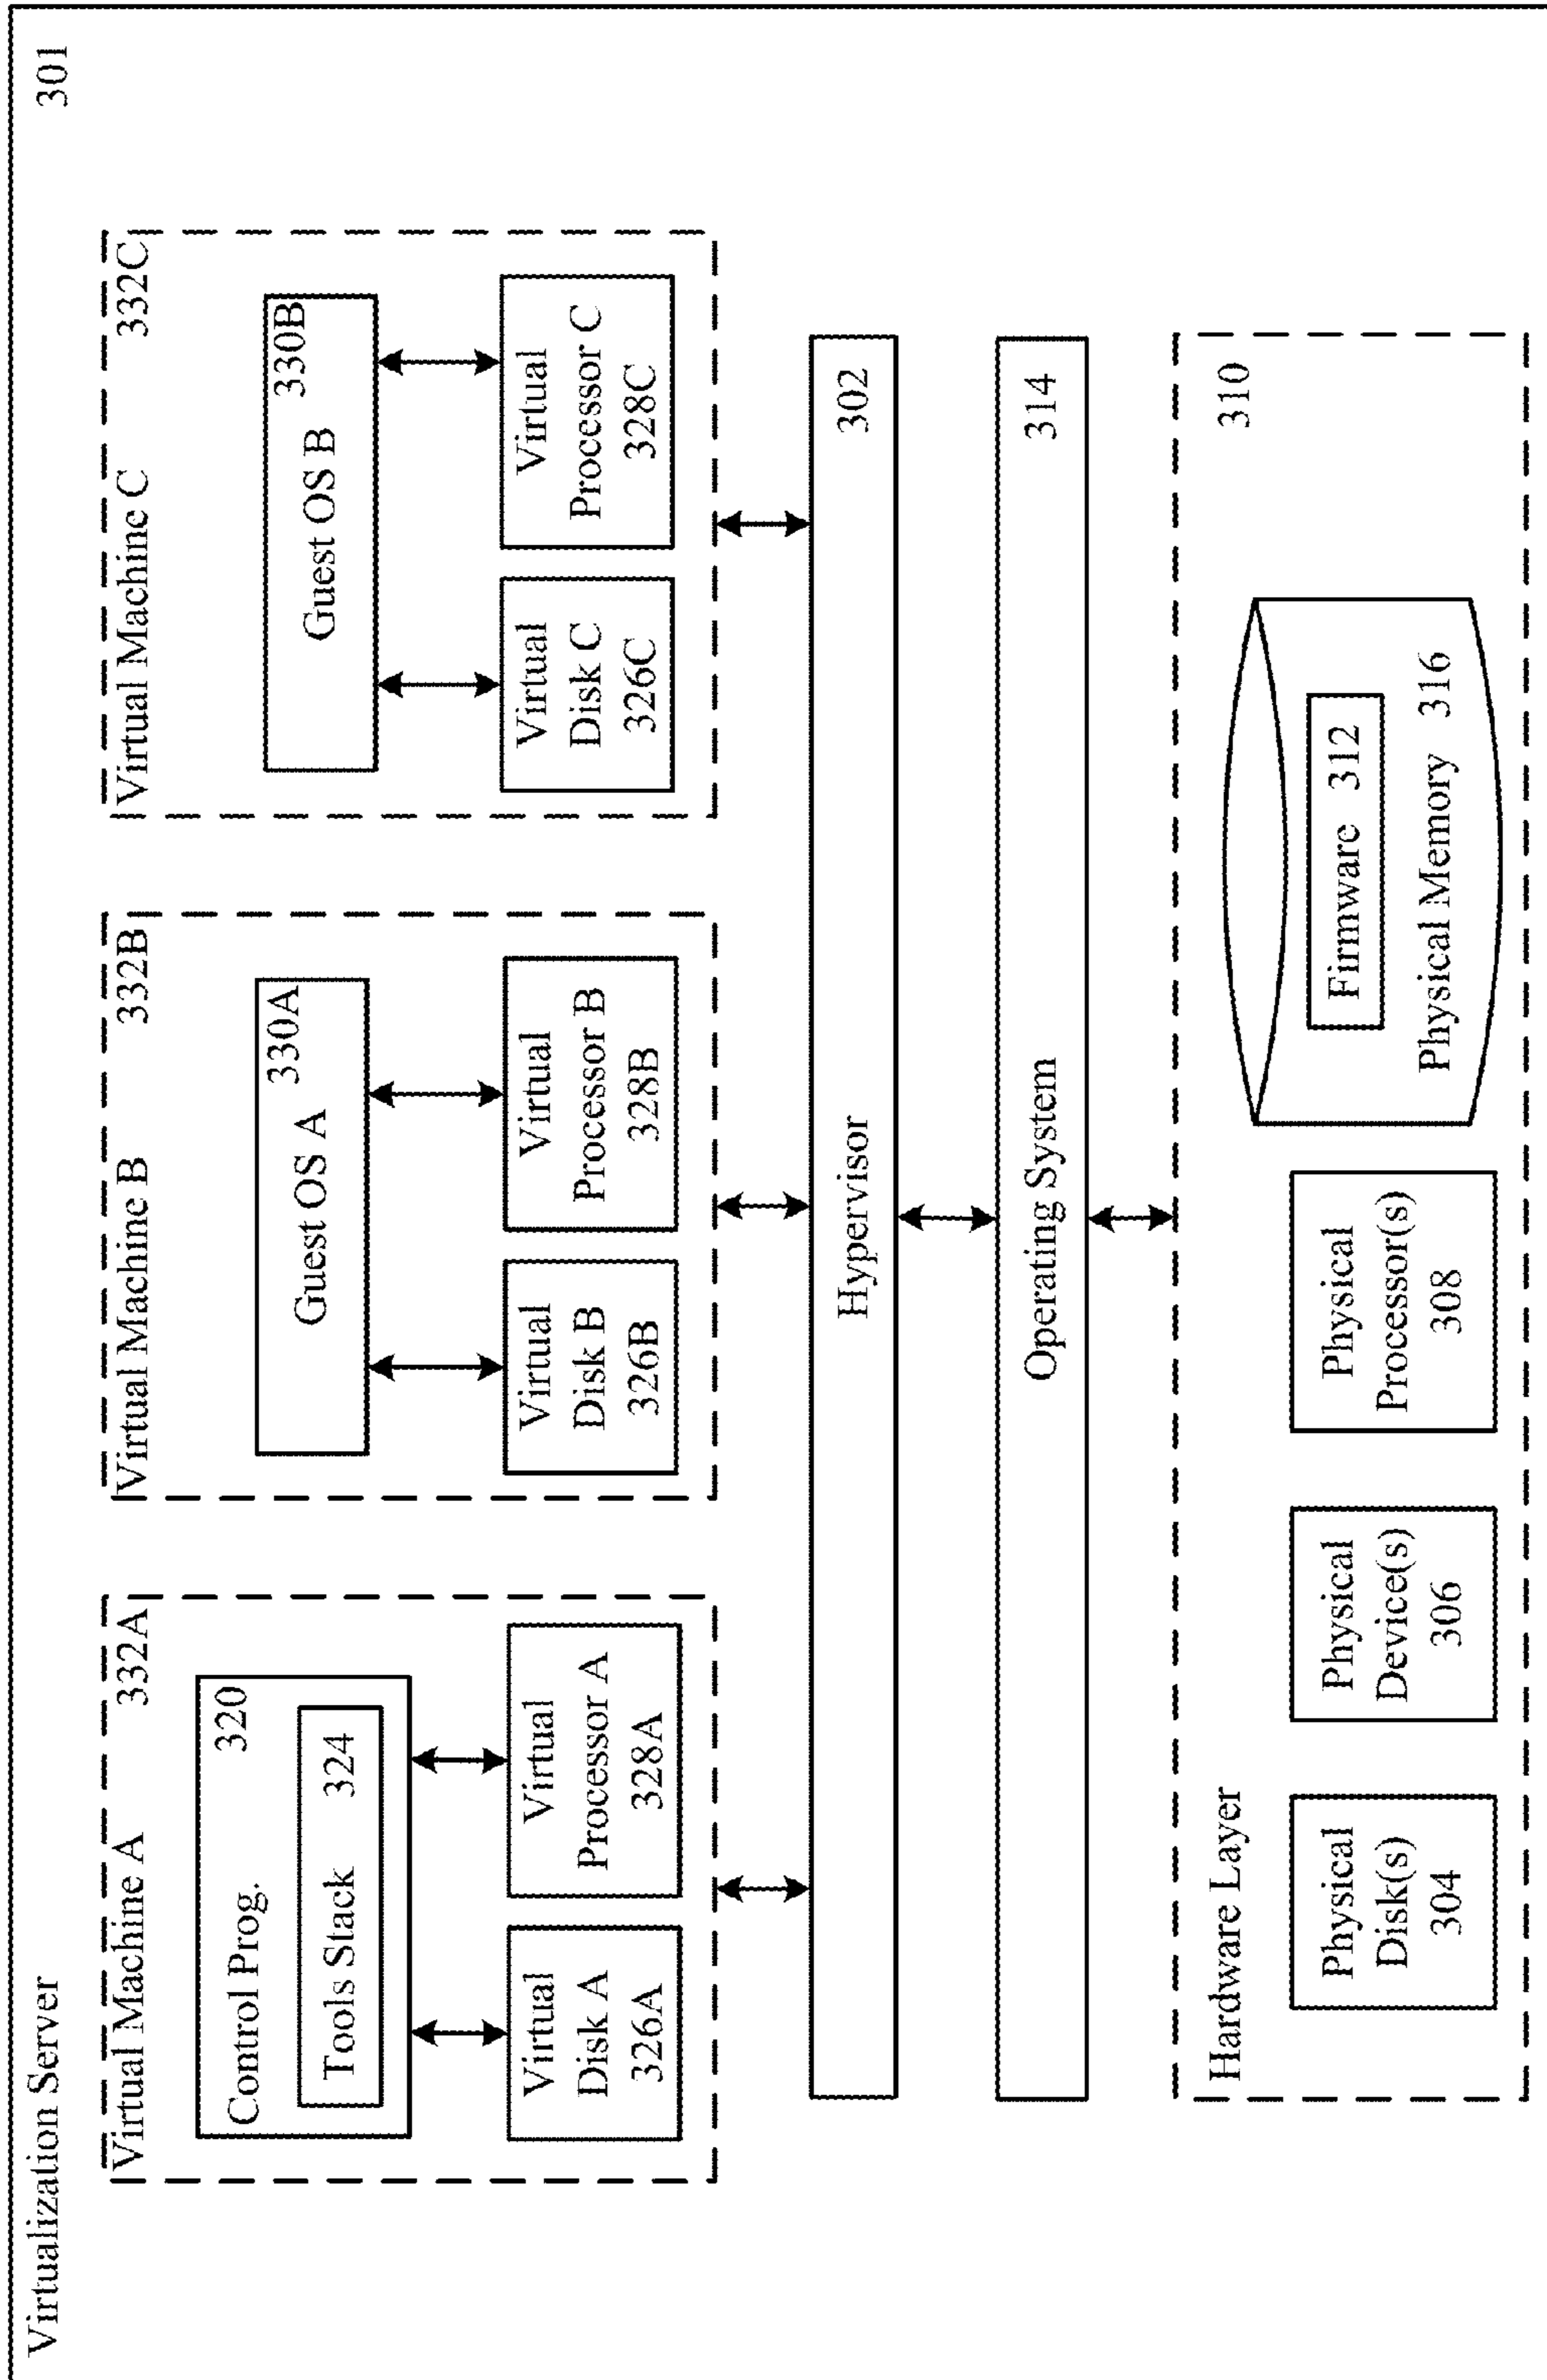 Virtualization Server
301
Virtual Machine A
332A
Control Prog.
320
Tools Stack
324
Virtual
Disk A
326A
Virtual
Processor A
328A
Virtual Machine B
332B
Guest OS A
330A
Virtual
Disk B
326B
Virtual
Processor B
328B
Virtual Machine C
332C
Guest OS B
330B
Virtual
Disk C
326C
Virtual
Processor C
328C
Hypervisor
302
Operating System
314
Hardware Layer
310
Physical
Disk(s)
304
Physical
Device(s)
306
Physical
Processor(s)
308
Firmware 312
Physical Memory 316